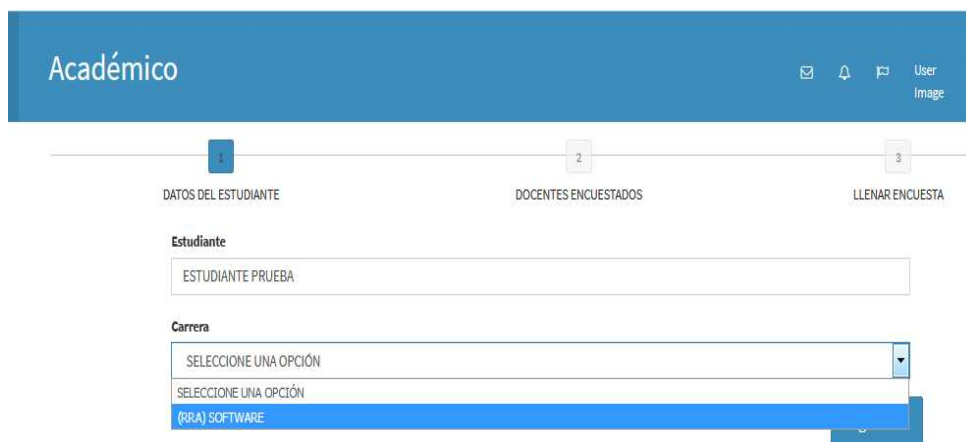 Académico
User
Image
1
2
3
DATOS DEL ESTUDIANTE
DOCENTES ENCUESTADOS
LLENAR ENCUESTA
Estudiante
ESTUDIANTE PRUEBA
Carrera
SELECCIONE UNA OPCIÓN
SELECCIONE UNA OPCIÓN
(RRA) SOFTWARE